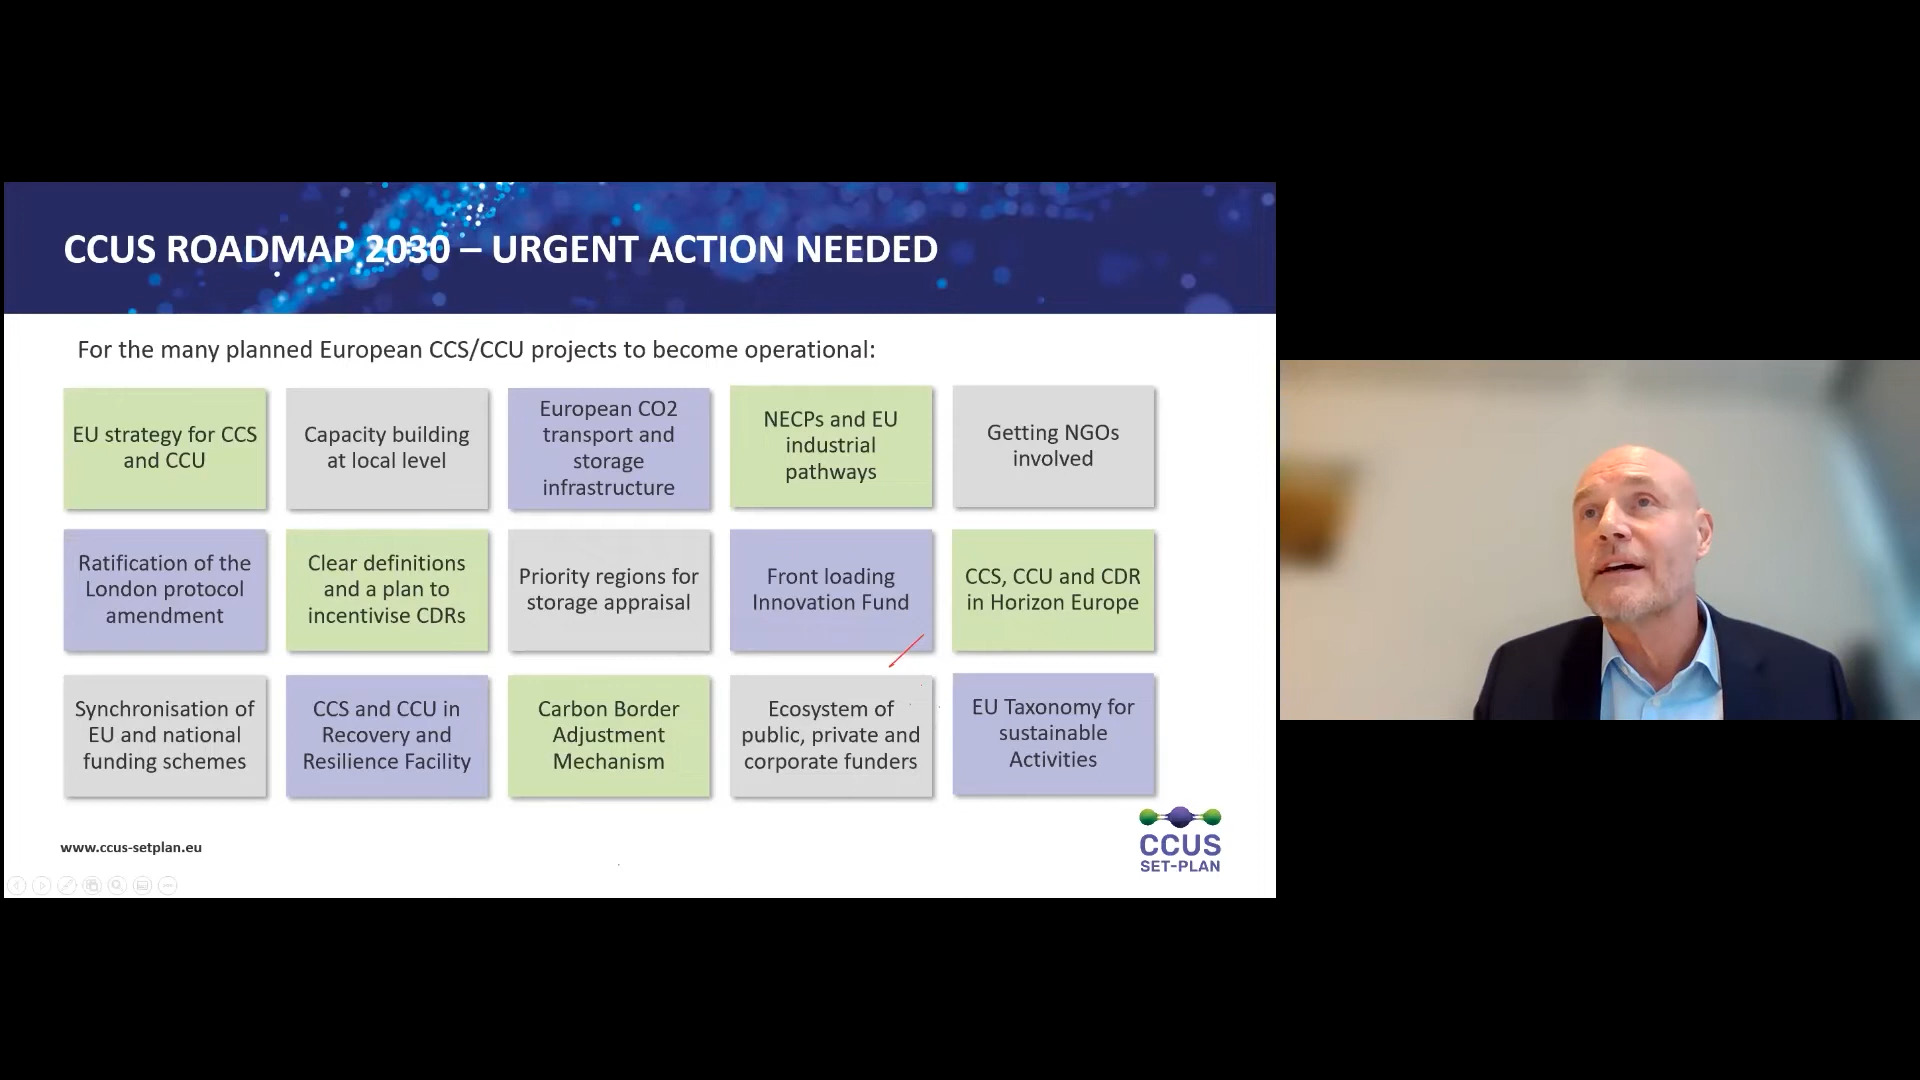 CCUS ROADMAP 2030 – URGENT ACTION NEEDED
For the many planned European CCS/CCU projects to become operational:
EU strategy for CCS
and CCU
Capacity building
at local level
European CO2
transport and
storage
infrastructure
NECPs and EU
industrial
pathways
Getting NGOs
involved
Ratification of the
London protocol
amendment
Clear definitions
and a plan to
incentivise CDRs
Priority regions for
storage appraisal
Front loading
Innovation Fund
CCS, CCU and CDR
in Horizon Europe
Synchronisation of
EU and national
funding schemes
CCS and CCU in
Recovery and
Resilience Facility
Carbon Border
Adjustment
Mechanism
Ecosystem of
public, private and
corporate funders
EU Taxonomy for
sustainable
Activities
www.ccus-setplan.eu
CCUS
SET-PLAN